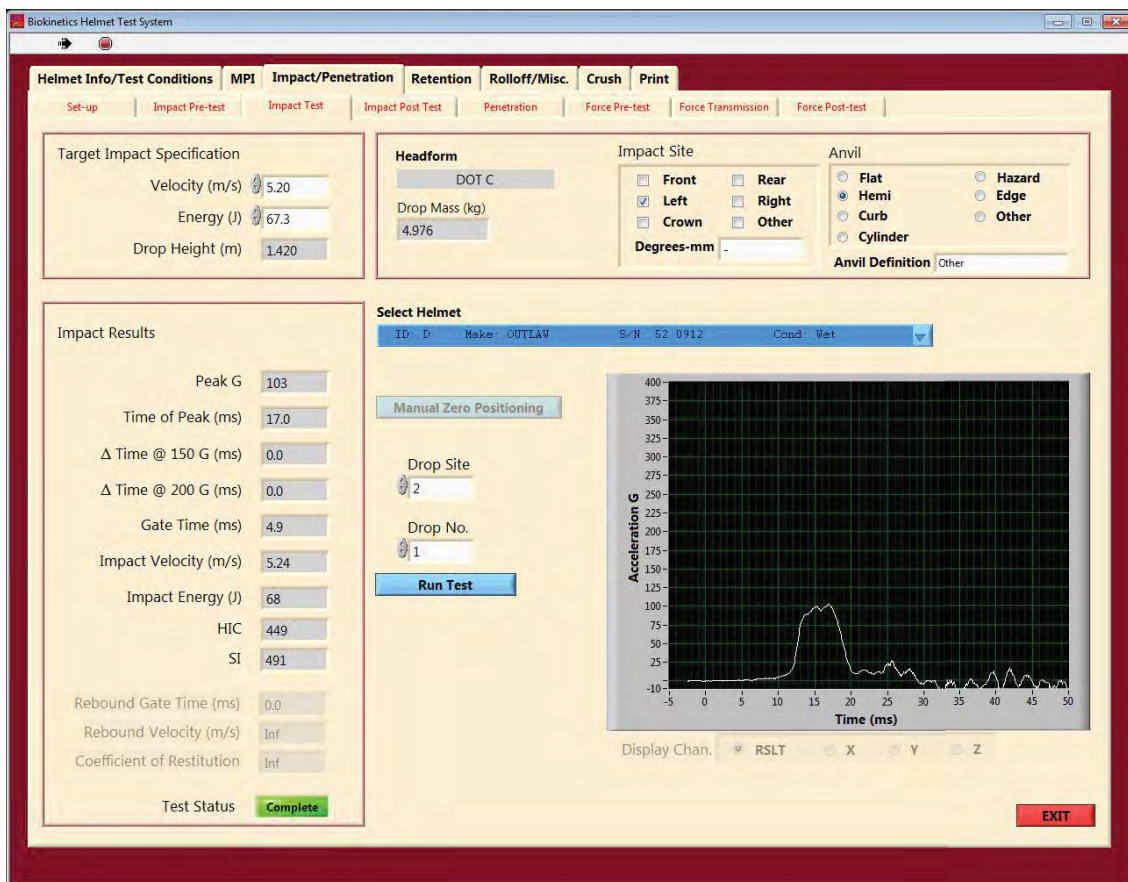 Biokinetics Helmet Test System
Helmet Info/Test Conditions MPI Impact/Penetration Retention Rolloff/Misc. Crush Print
Set-up Impact Pre-test Impact Test Impact Post Test Penetration Force Pre-test Force Transmission Force Post-test
Target Impact Specification
Velocity (m/s) 5.20
Energy (J) 67.3
Drop Height (m) 1.420
Headform
DOT C
Drop Mass (kg)
4.976
Impact Site
Front Rear
Left Right
Crown Other
Degrees-mm -
Anvil
Flat Hazard
Hemi Edge
Curb Other
Cylinder
Anvil Definition Other
Impact Results
Peak G 103
Time of Peak (ms) 17.0
Δ Time @ 150 G (ms) 0.0
Δ Time @ 200 G (ms) 0.0
Gate Time (ms) 4.9
Impact Velocity (m/s) 5.24
Impact Energy (J) 68
HIC 449
SI 491
Rebound Gate Time (ms) 0.0
Rebound Velocity (m/s) Inf
Coefficient of Restitution Inf
Test Status Complete
Select Helmet
ID: D Make: OUTLAW S/N 52 0912 Cond: Wet
Manual Zero Positioning
Drop Site
2
Drop No.
1
Run Test
Acceleration G
400
375
350
325
300
275
250
225
200
175
150
125
100
75
50
25
-10
-5 0 5 10 15 20 25 30 35 40 45 50
Time (ms)
Display Chan. RSLT X Y Z
EXIT